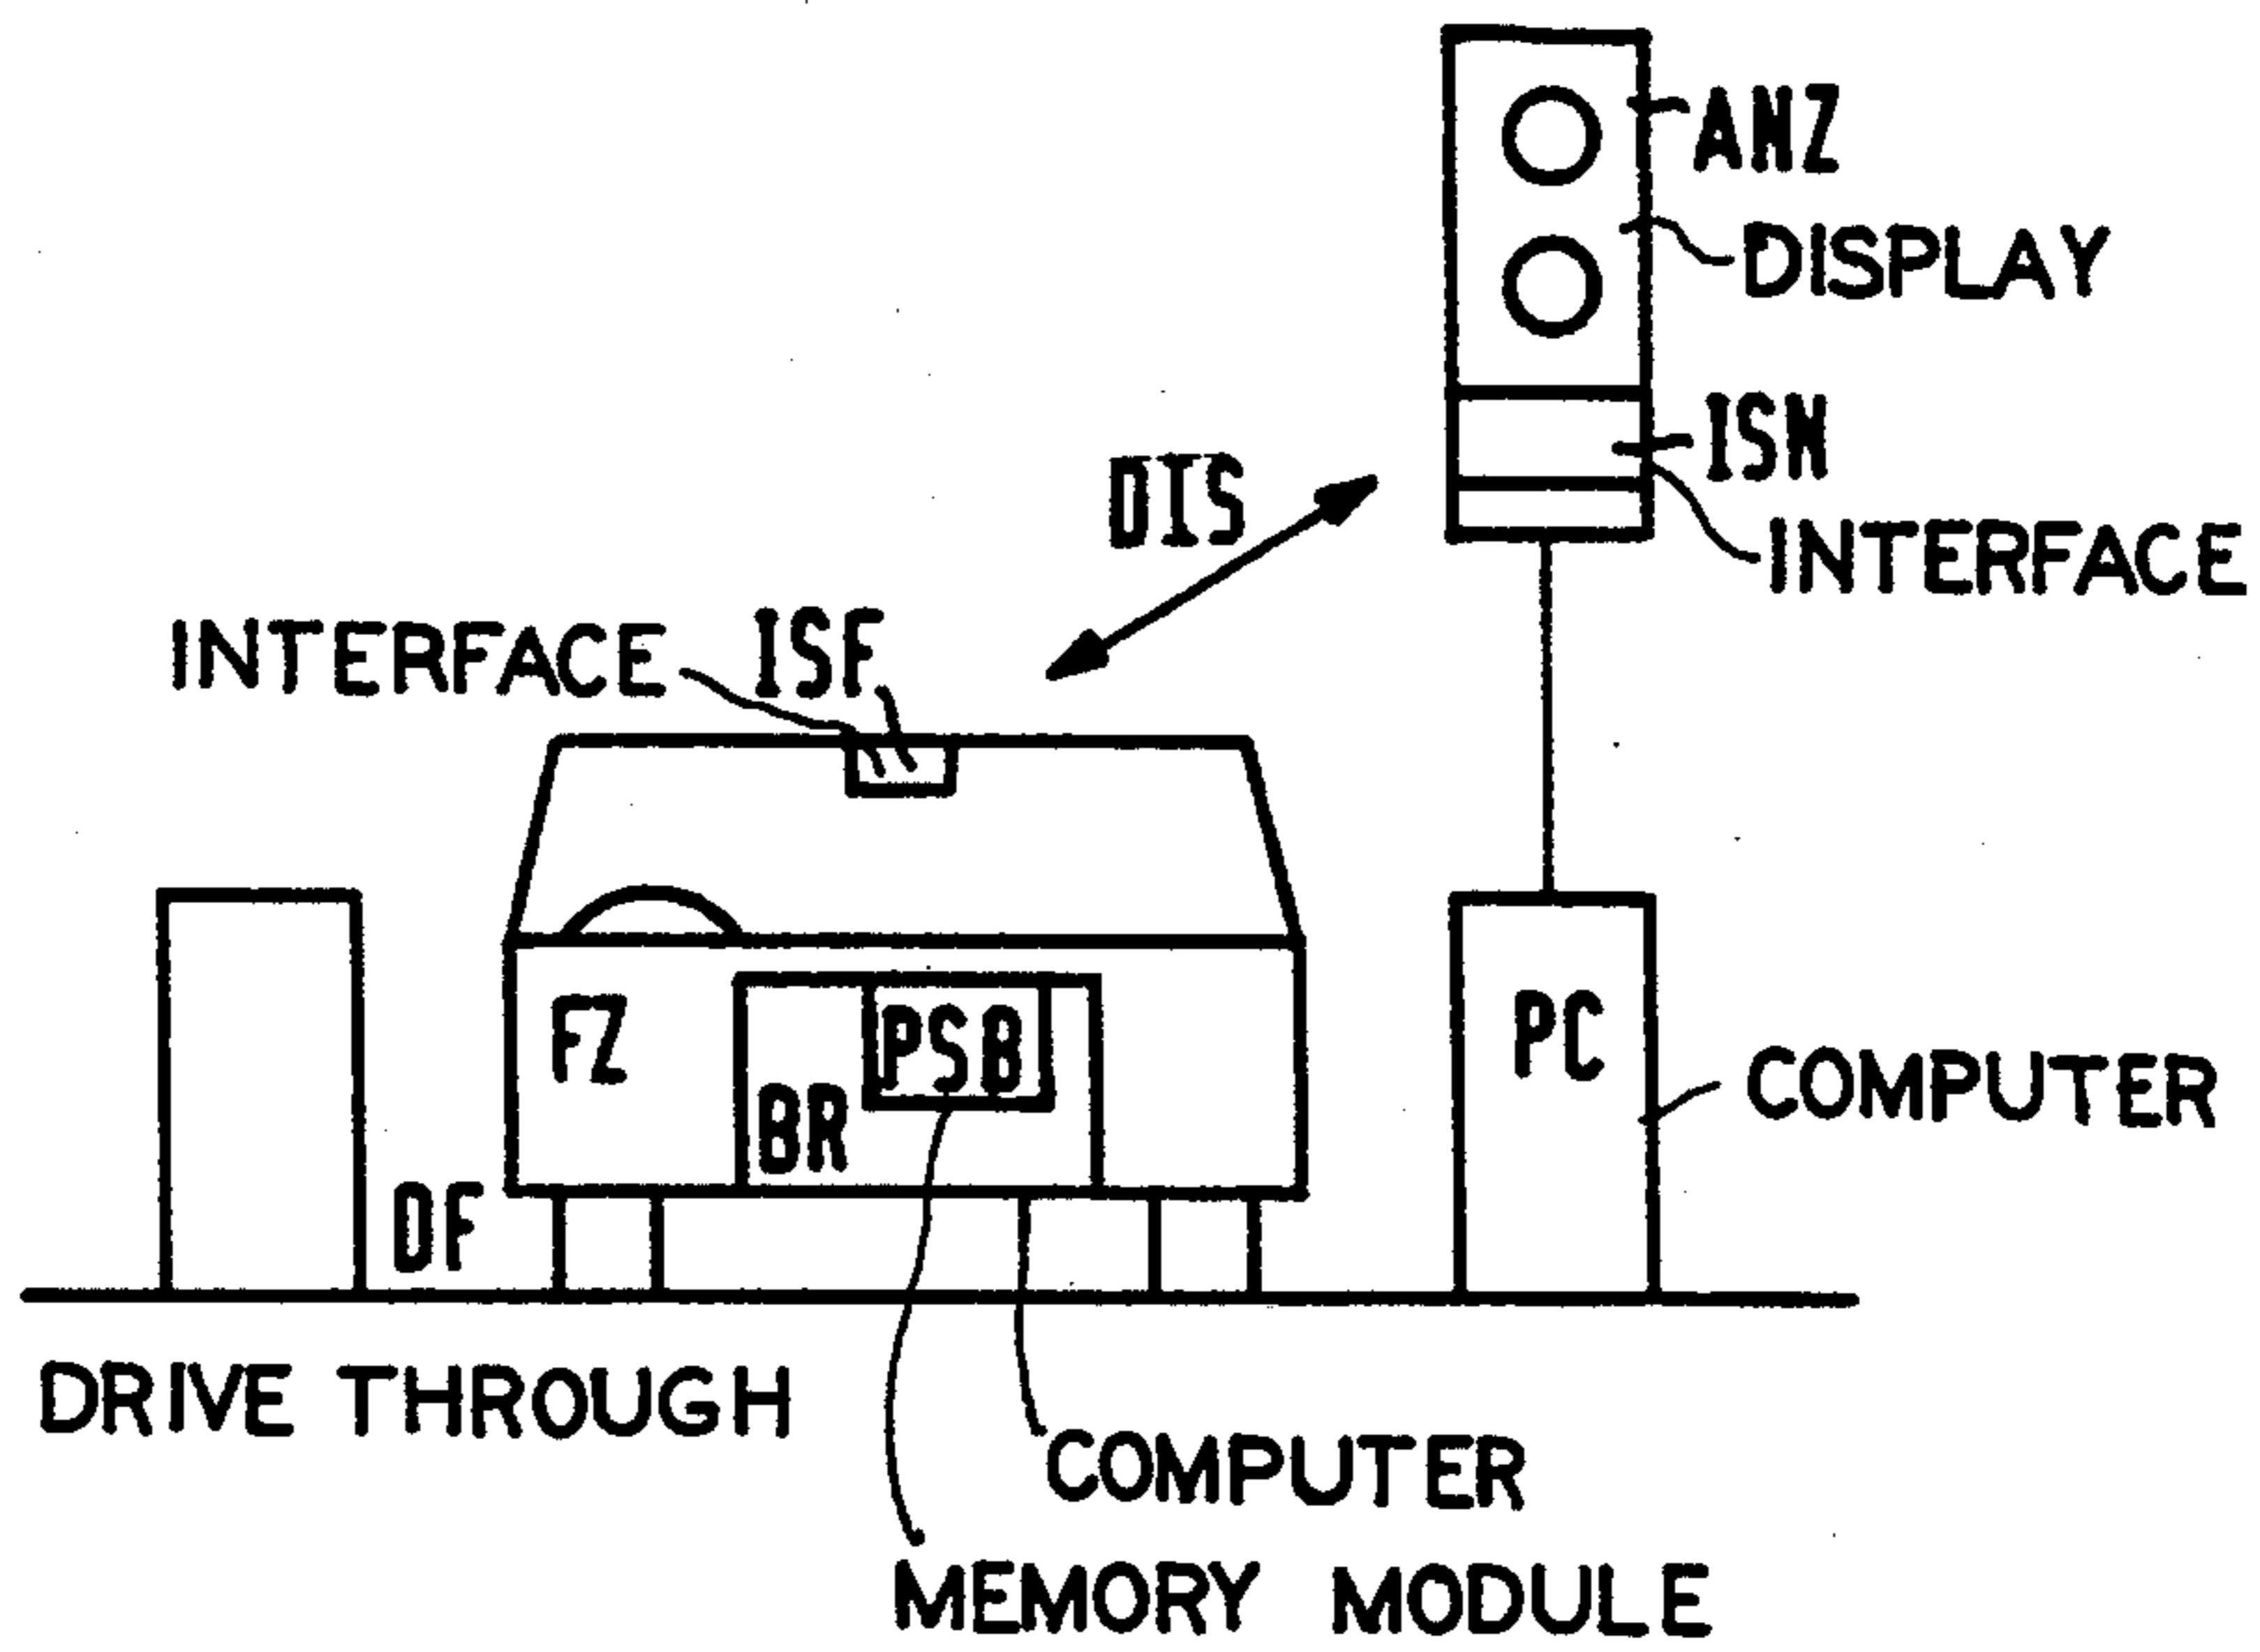 ANZ
DISPLAY
ISN
DIS
INTERFACE
INTERFACE ISF
PC
FZ
PSB
COMPUTER
BR
DF
DRIVE THROUGH
COMPUTER
MEMORY MODULE